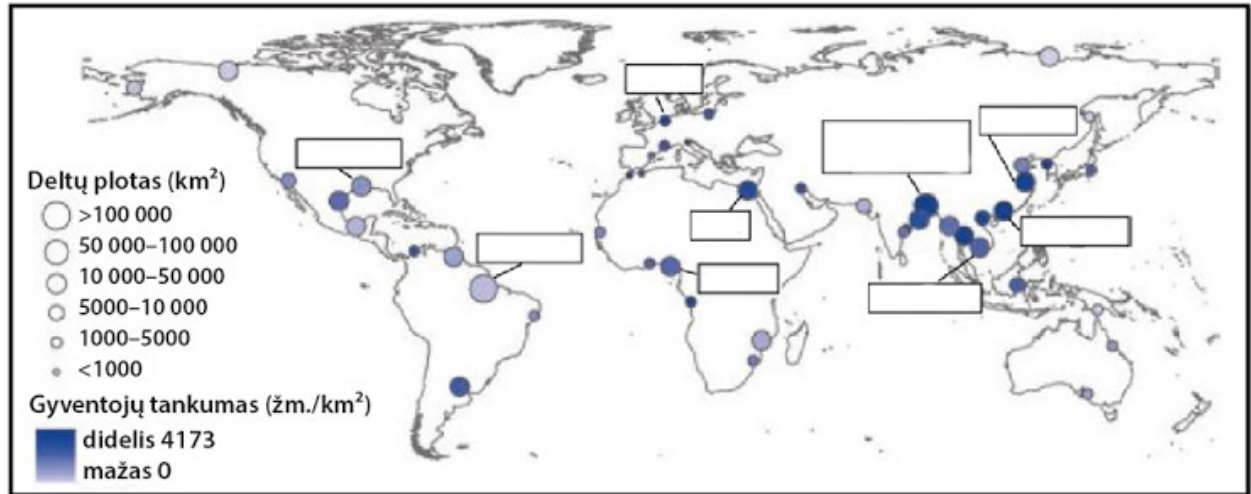 Deltų plotas (km²)
>100 000
50 000–100 000
10 000–50 000
5000–10 000
1000–5000
<1000
Gyventojų tankumas (žm./km²)
didelis 4173
mažas 0